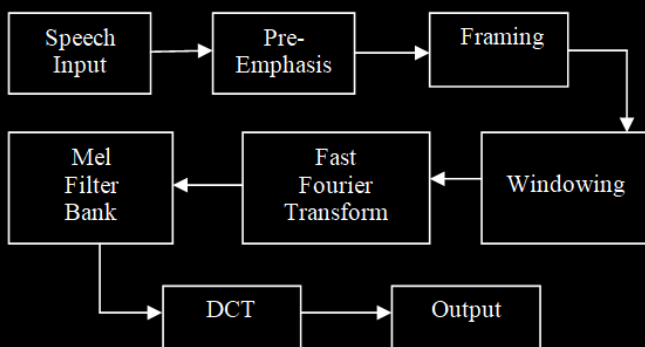 Speech
Input
Pre-
Emphasis
Framing
Windowing
Fast
Fourier
Transform
Mel
Filter
Bank
DCT
Output